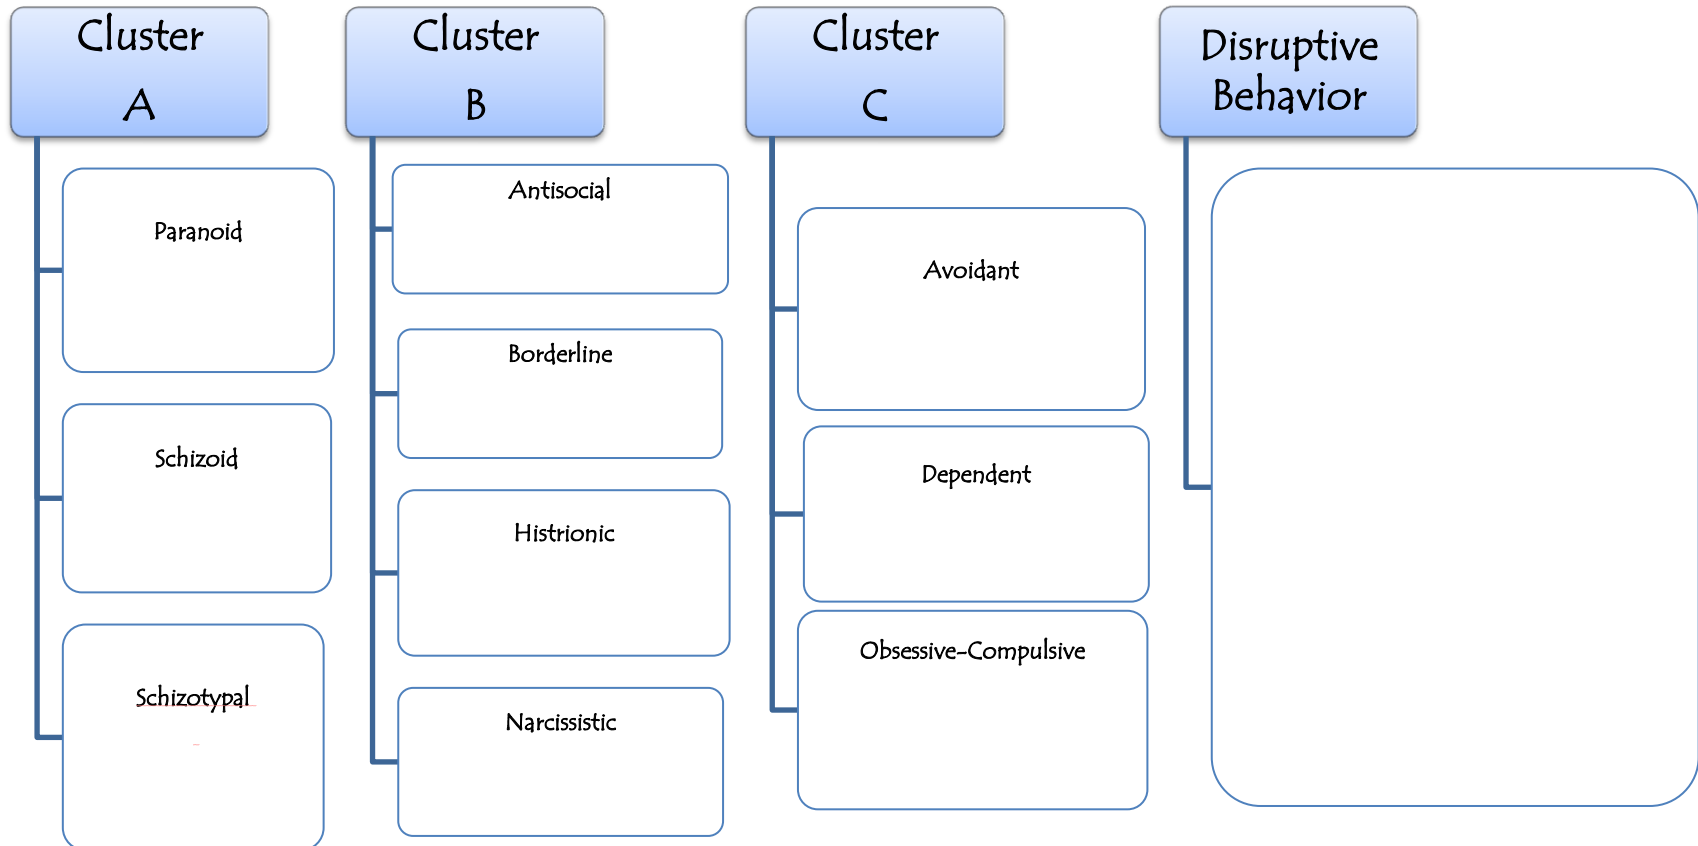 Cluster
A
Paranoid
Schizoid
Schizotypal
Cluster
B
Antisocial
Borderline
Histrionic
Narcissistic
Cluster
C
Avoidant
Dependent
Obsessive-Compulsive
Disruptive
Behavior